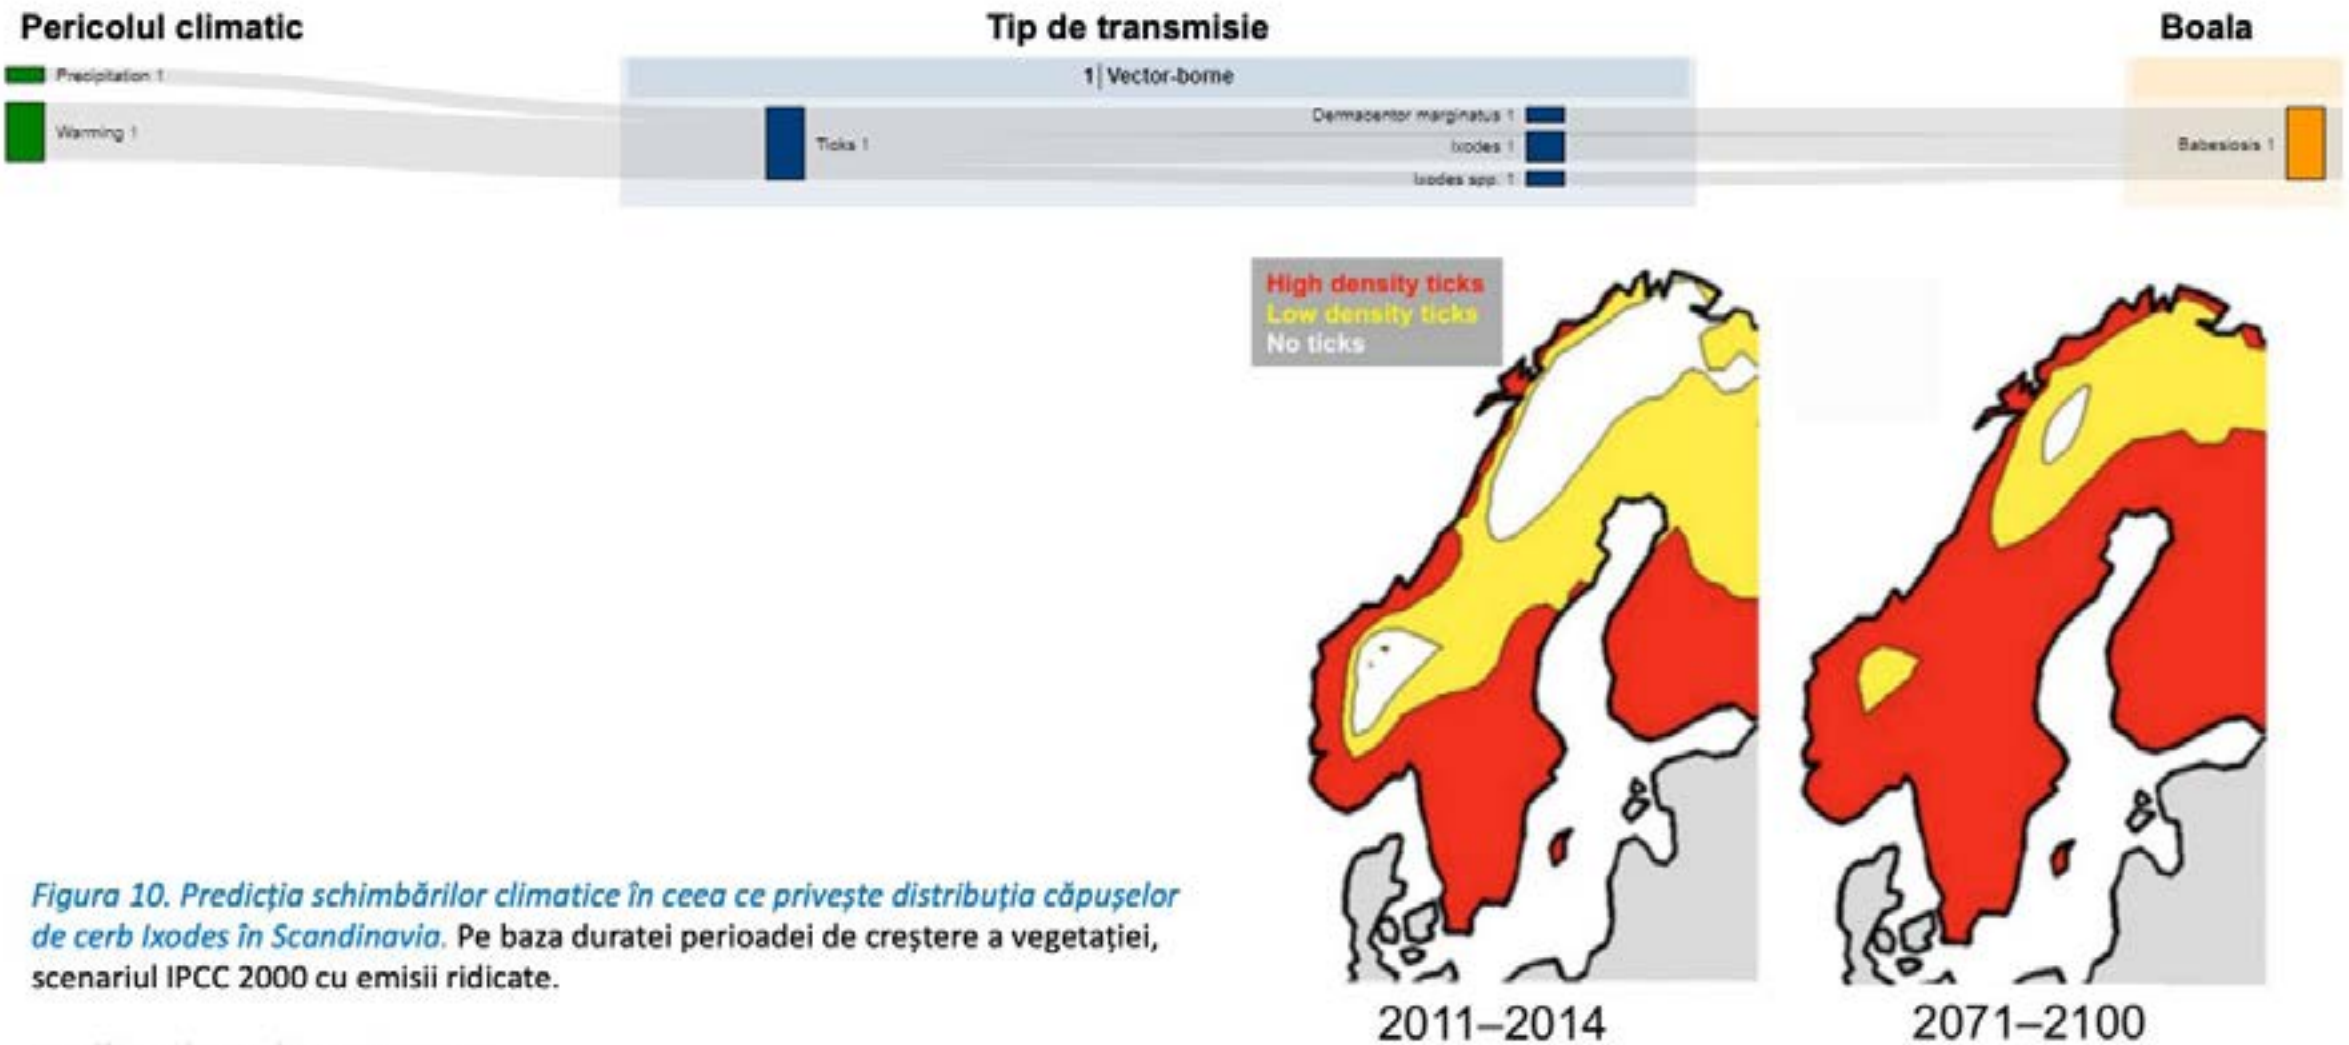 Pericolul climatic
Tip de transmisie
Boala
Precipitation 1
Warming 1
1| Vector-borne
Ticks 1
Dermacentor marginatus 1
Ixodes 1
Ixodes spp. 1
Babesiosis 1
High density ticks
Low density ticks
No ticks
Figura 10. Predicția schimbărilor climatice în ceea ce privește distribuția căpușelor
de cerb Ixodes în Scandinavia. Pe baza duratei perioadei de creștere a vegetației,
scenariul IPCC 2000 cu emisii ridicate.
2011–2014
2071–2100